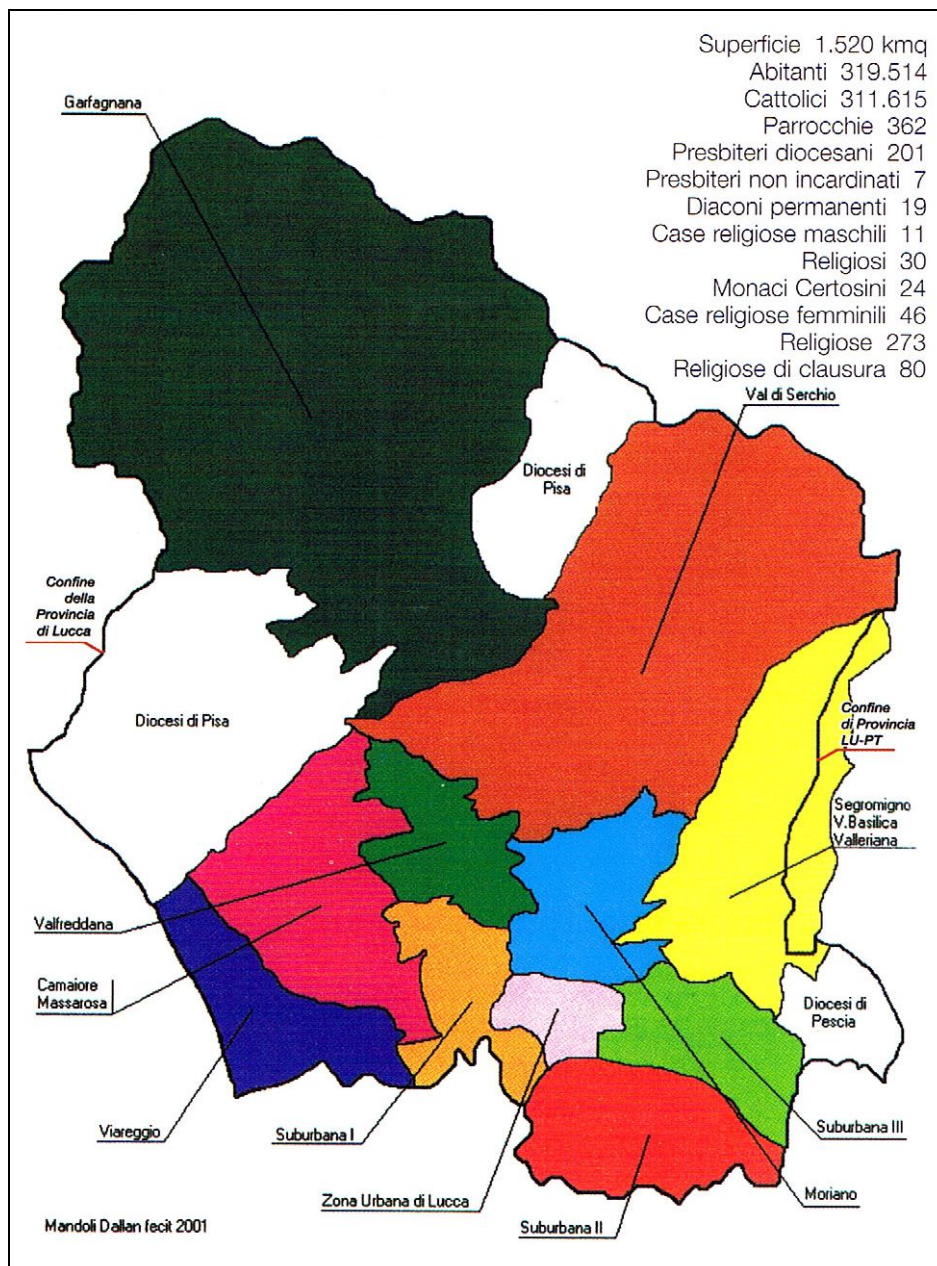 Superficie 1.520 kmq
Abitanti 319.514
Cattolici 311.615
Parrocchie 362
Presbiteri diocesani 201
Presbiteri non incardinati 7
Diaconi permanenti 19
Case religiose maschili 11
Religiosi 30
Monaci Certosini 24
Case religiose femminili 46
Religiose 273
Religiose di clausura 80
Garfagnana
Val di Serchio
Diocesi di
Pisa
Confine
della
Provincia
di Lucca
Diocesi di Pisa
Confine
di Provincia
LU-PT
Segromigno
V.Basilica
Valleriana
Valfreddana
Camaiore
Massarosa
Diocesi di
Pescia
Viareggio
Suburbana I
Suburbana III
Zona Urbana di Lucca
Moriano
Suburbana II
Mandoli Dallan fecit 2001